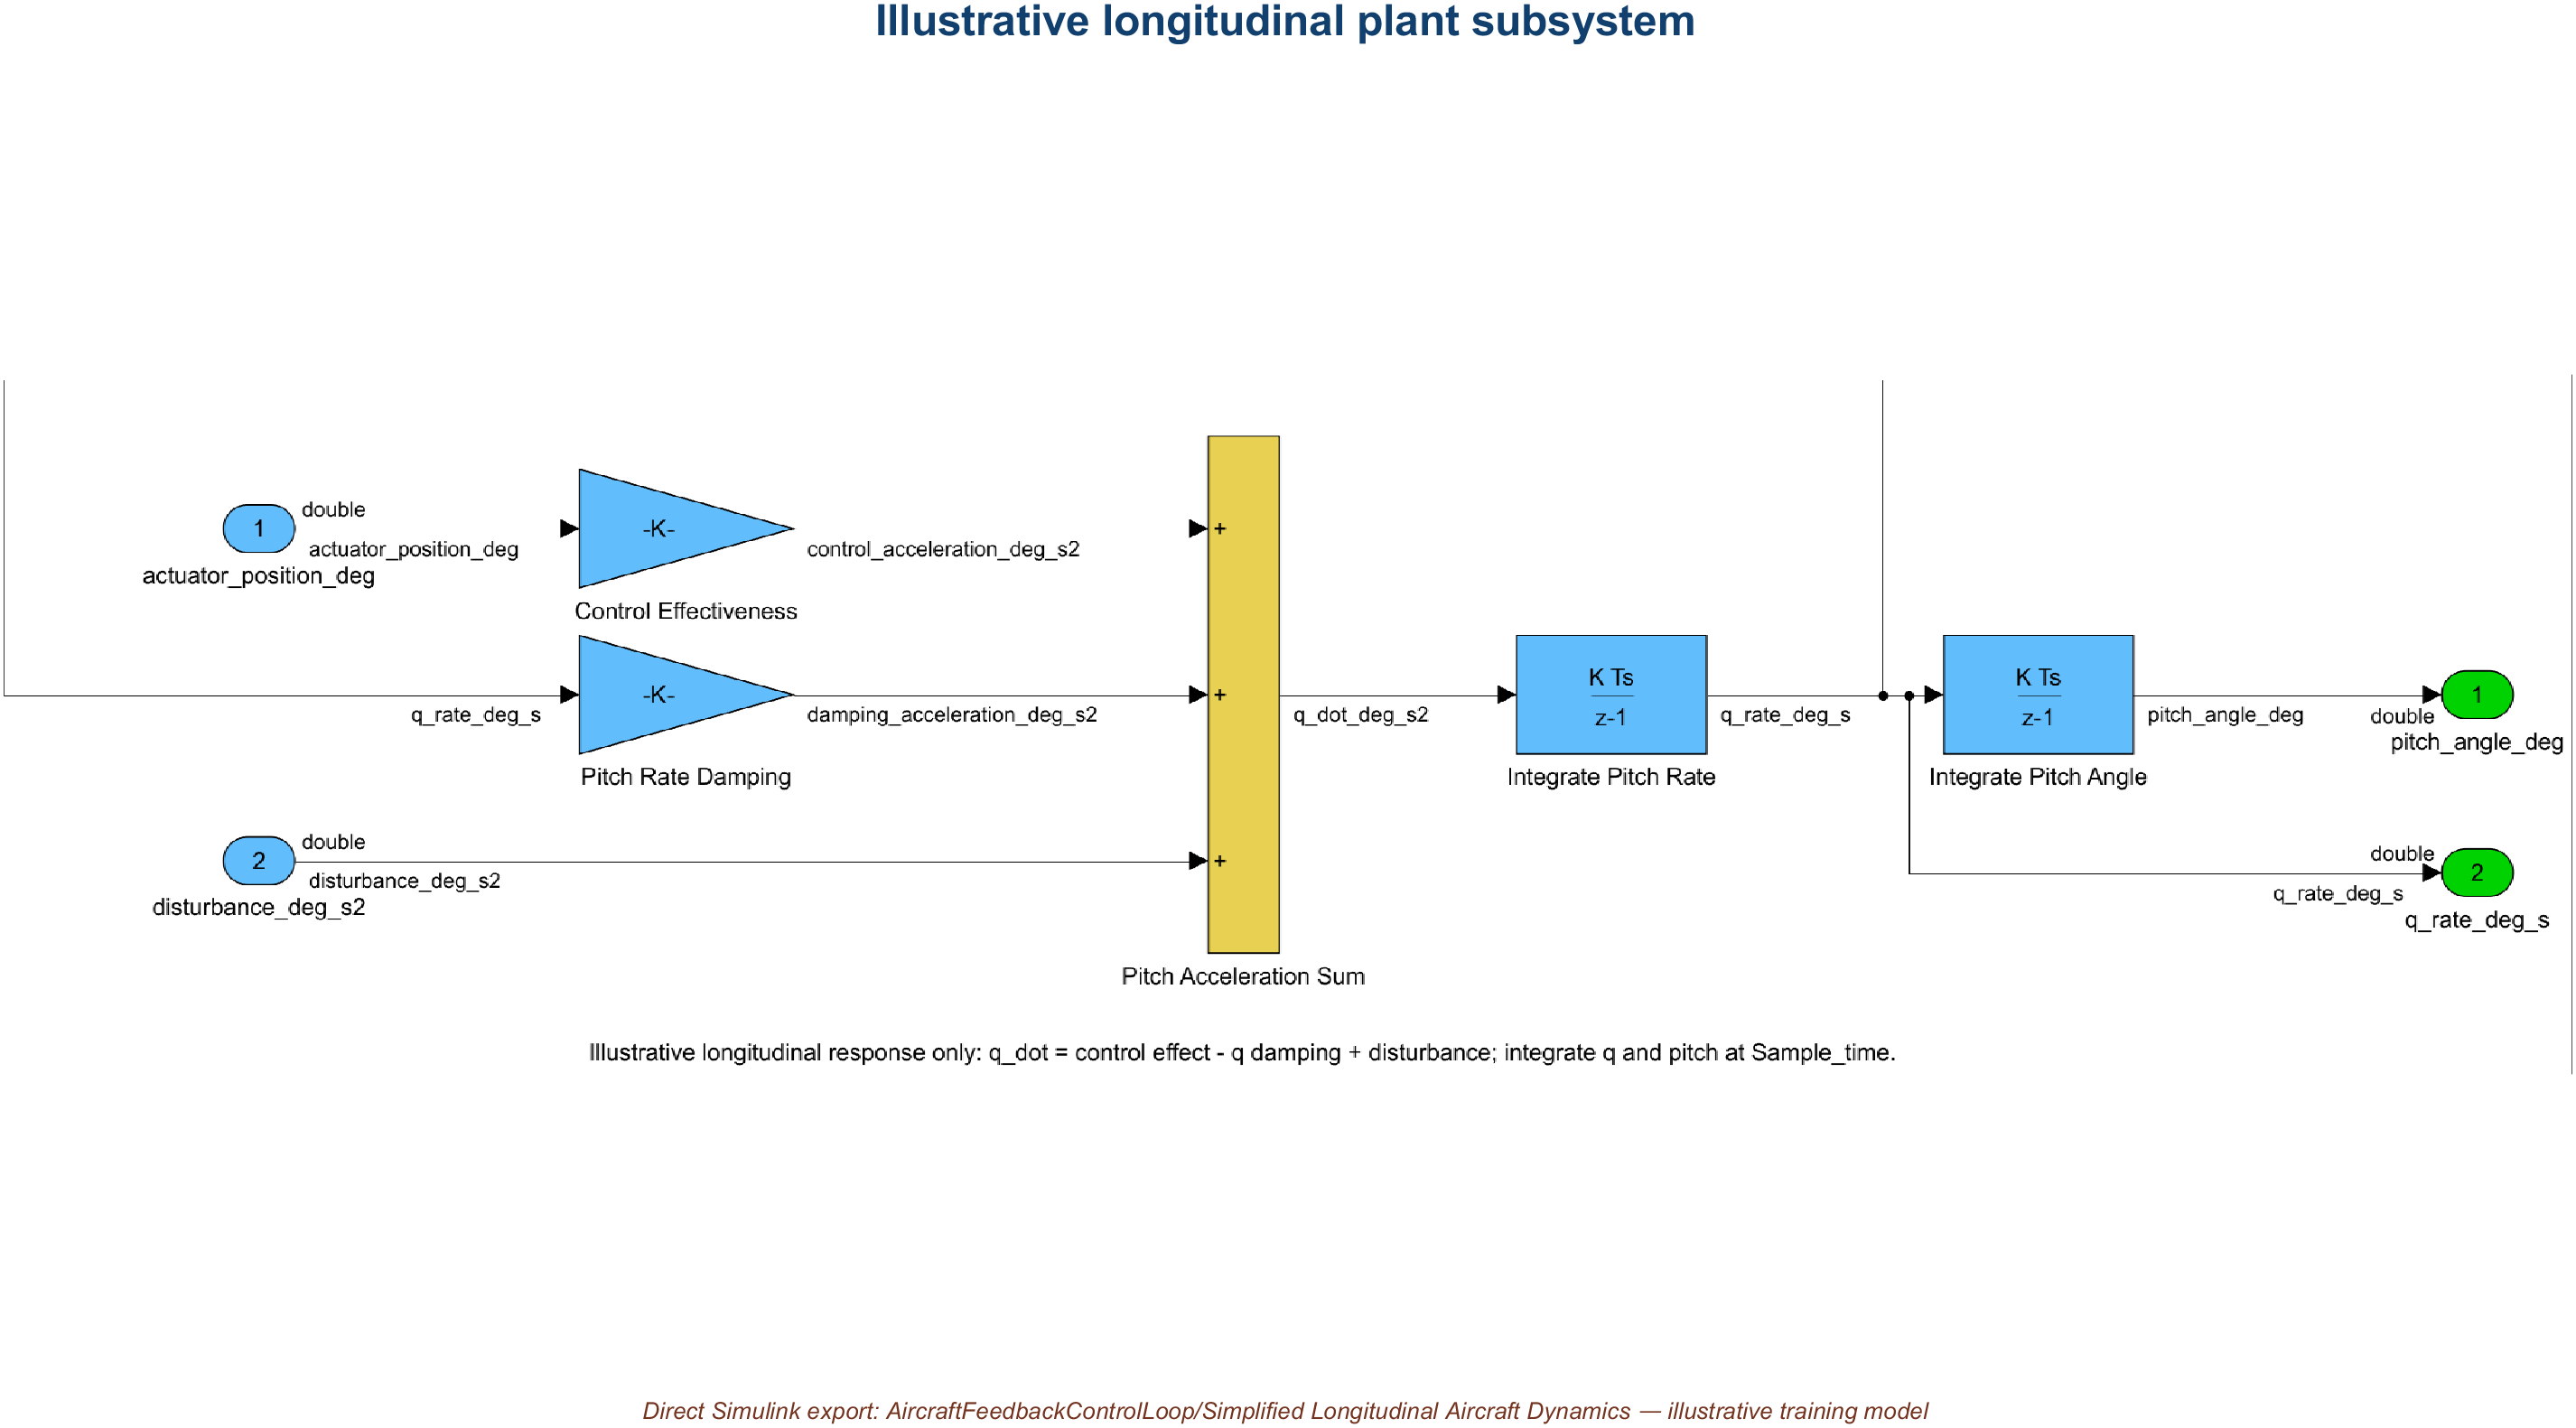 Illustrative longitudinal plant subsystem
1
double
actuator_position_deg
actuator_position_deg
-K-
control_acceleration_deg_s2
+
Control Effectiveness
q_rate_deg_s
-K-
damping_acceleration_deg_s2
+
Pitch Rate Damping
q_dot_deg_s2
K Ts
z-1
Integrate Pitch Rate
q_rate_deg_s
K Ts
z-1
Integrate Pitch Angle
pitch_angle_deg
double
1
pitch_angle_deg
2
double
disturbance_deg_s2
disturbance_deg_s2
+
Pitch Acceleration Sum
double
2
q_rate_deg_s
q_rate_deg_s
Illustrative longitudinal response only: q_dot = control effect - q damping + disturbance; integrate q and pitch at Sample_time.
Direct Simulink export: AircraftFeedbackControlLoop/Simplified Longitudinal Aircraft Dynamics — illustrative training model